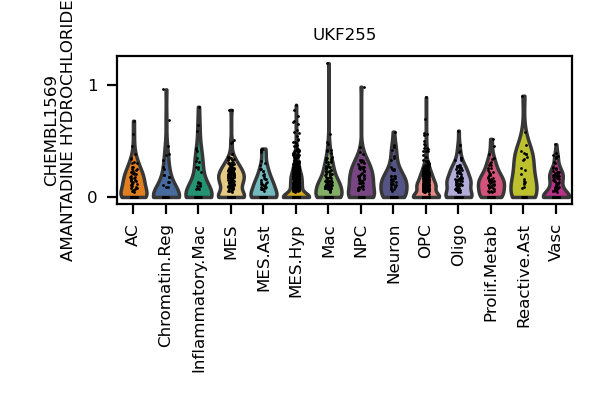 UKF255
CHEMBL1569
AMANTADINE HYDROCHLORIDE
1
0
AC
Chromatin.Reg
Inflammatory.Mac
MES
MES.Ast
MES.Hyp
Mac
NPC
Neuron
OPC
Oligo
Prolif.Metab
Reactive.Ast
Vasc